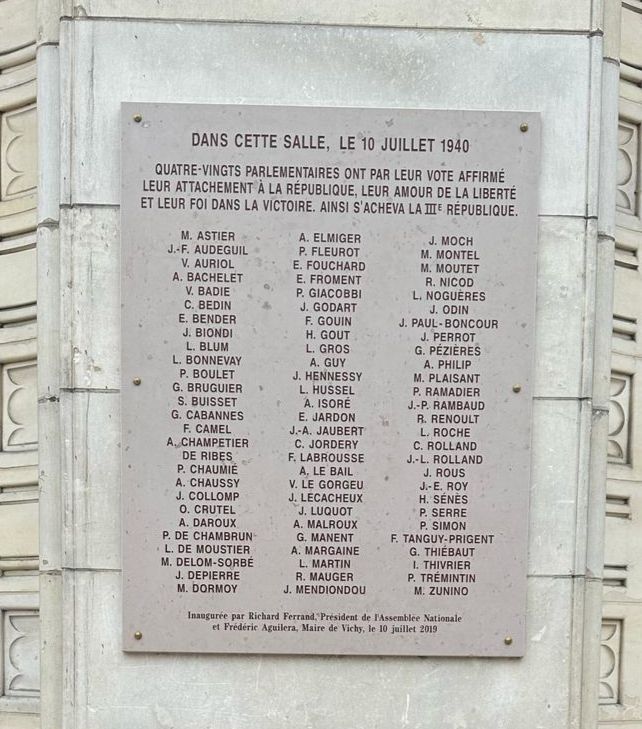 DANS CETTE SALLE, LE 10 JUILLET 1940
QUATRE-VINGTS PARLEMENTAIRES ONT PAR LEUR VOTE AFFIRMÉ
LEUR ATTACHEMENT À LA RÉPUBLIQUE, LEUR AMOUR DE LA LIBERTÉ
ET LEUR FOI DANS LA VICTOIRE. AINSI S'ACHEVA LA IIIE RÉPUBLIQUE.
M. ASTIER
J.-F. AUDEGUIL
V. AURIOL
A. BACHELET
V. BADIE
C. BEDIN
E. BENDER
J. BIONDI
L. BLUM
L. BONNEVAY
P. BOULET
G. BRUGUIER
S. BUISSET
G. CABANNES
F. CAMEL
A. CHAMPETIER
DE RIBES
P. CHAUMIÉ
A. CHAUSSY
J. COLLOMP
O. CRUTEL
A. DAROUX
P. DE CHAMBRUN
L. DE MOUSTIER
M. DELOM-SORBÉ
J. DEPIERRE
M. DORMOY
A. ELMIGER
P. FLEUROT
E. FOUCHARD
E. FROMENT
P. GIACOBBI
J. GODART
F. GOUIN
H. GOUT
L. GROS
A. GUY
J. HENNESSY
L. HUSSEL
A. ISORÉ
E. JARDON
J.-A. JAUBERT
C. JORDERY
F. LABROUSSE
A. LE BAIL
V. LE GORGEU
J. LECACHEUX
J. LUQUOT
A. MALROUX
G. MANENT
A. MARGAINE
L. MARTIN
R. MAUGER
J. MENDIONDOU
J. MOCH
M. MONTEL
M. MOUTET
R. NICOD
L. NOGUÈRES
J. ODIN
J. PAUL-BONCOUR
J. PERROT
G. PÉZIÈRES
A. PHILIP
M. PLAISANT
P. RAMADIER
J.-P. RAMBAUD
R. RENOULT
L. ROCHE
C. ROLLAND
J.-L. ROLLAND
J. ROUS
J.-E. ROY
H. SÉNÈS
P. SERRE
P. SIMON
F. TANGUY-PRIGENT
G. THIÉBAUT
I. THIVRIER
P. TRÉMINTIN
M. ZUNINO
Inaugurée par Richard Ferrand, Président de l'Assemblée Nationale
et Frédéric Aguilera, Maire de Vichy, le 10 juillet 2019